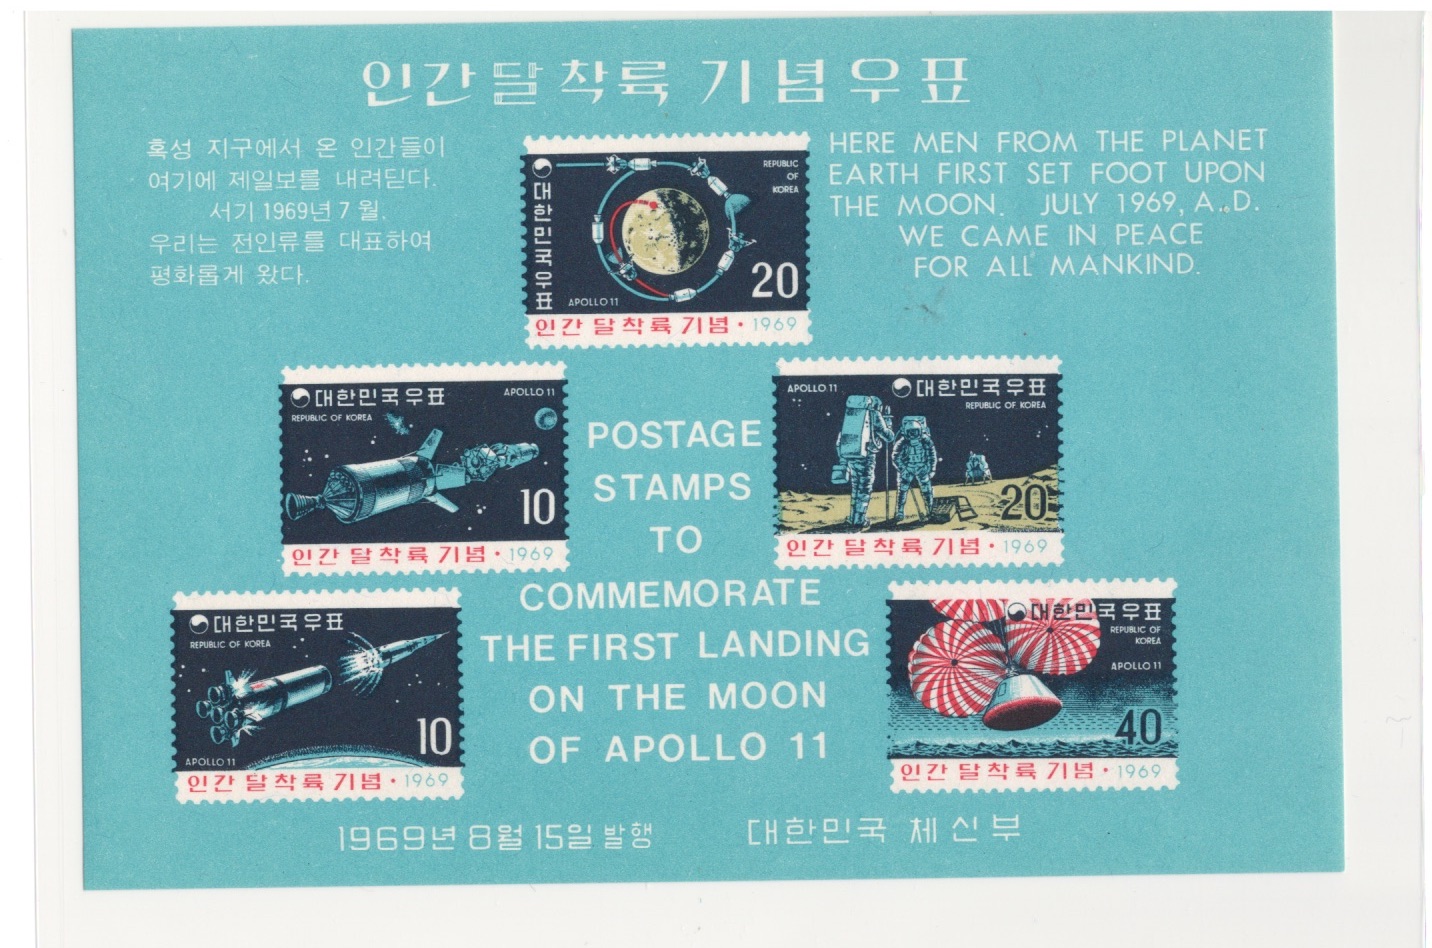 인간달착륙기념우표
혹성 지구에서 온 인간들이
여기에 제일보를 내려딛다.
서기 1969년 7 월.
우리는 전인류를 대표하여
평화롭게 왔다.
HERE MEN FROM THE PLANET
EARTH FIRST SET FOOT UPON
THE MOON. JULY 1969, A.D.
WE CAME IN PEACE
FOR ALL MANKIND.
대한민국우표
REPUBLIC
OF
KOREA
APOLLO 11
20
인간 달착륙 기념 · 1969
대한민국우표
APOLLO 11
REPUBLIC OF KOREA
10
인간 달착륙 기념 · 1969
APOLLO 11
대한민국우표
REPUBLIC OF KOREA
20
인간 달착륙 기념 · 1969
POSTAGE
STAMPS
TO
COMMEMORATE
THE FIRST LANDING
ON THE MOON
OF APOLLO 11
대한민국우표
REPUBLIC OF KOREA
10
APOLLO 11
인간 달착륙 기념 · 1969
대한민국우표
REPUBLIC OF
KOREA
APOLLO 11
40
인간 달착륙 기념 · 1969
1969년 8월 15일 발행
대한민국 체신부